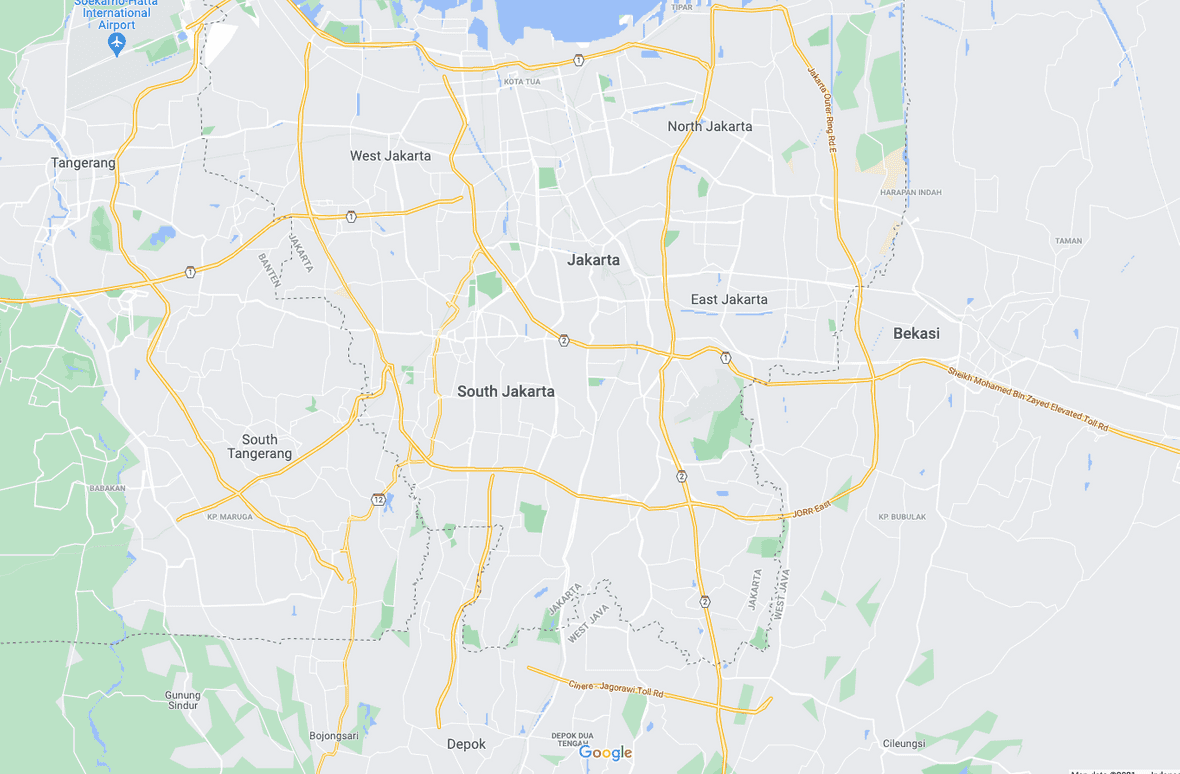 Soekarno-Hatta
International
Airport
TIPAR
1
KOTA TUA
Jakarta Outer Ring Rd E
North Jakarta
West Jakarta
Tangerang
HARAPAN INDAH
1
JAKARTA
BANTEN
TAMAN
Jakarta
1
East Jakarta
Bekasi
2
1
Sheikh Mohamed Bin Zayed Elevated Toll Rd
South Jakarta
South
Tangerang
2
BABAKAN
12
KP. MARUGA
JORR East
KP. BUBULAK
JAKARTA
WEST JAVA
2
JAKARTA
WEST JAVA
Cinere - Jagorawi Toll Rd
Gunung
Sindur
Bojongsari
Depok
DEPOK DUA
TENGAH
Google
Cileungsi